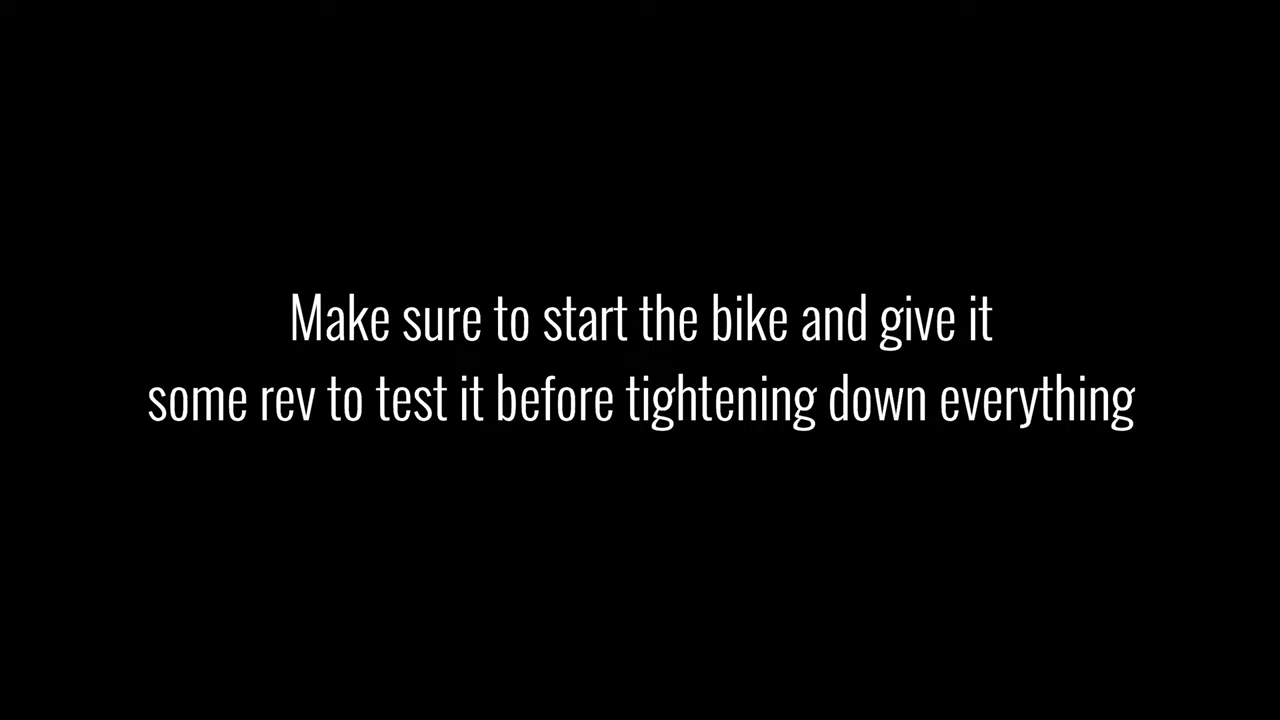 Make sure to start the bike and give it
some rev to test it before tightening down everything